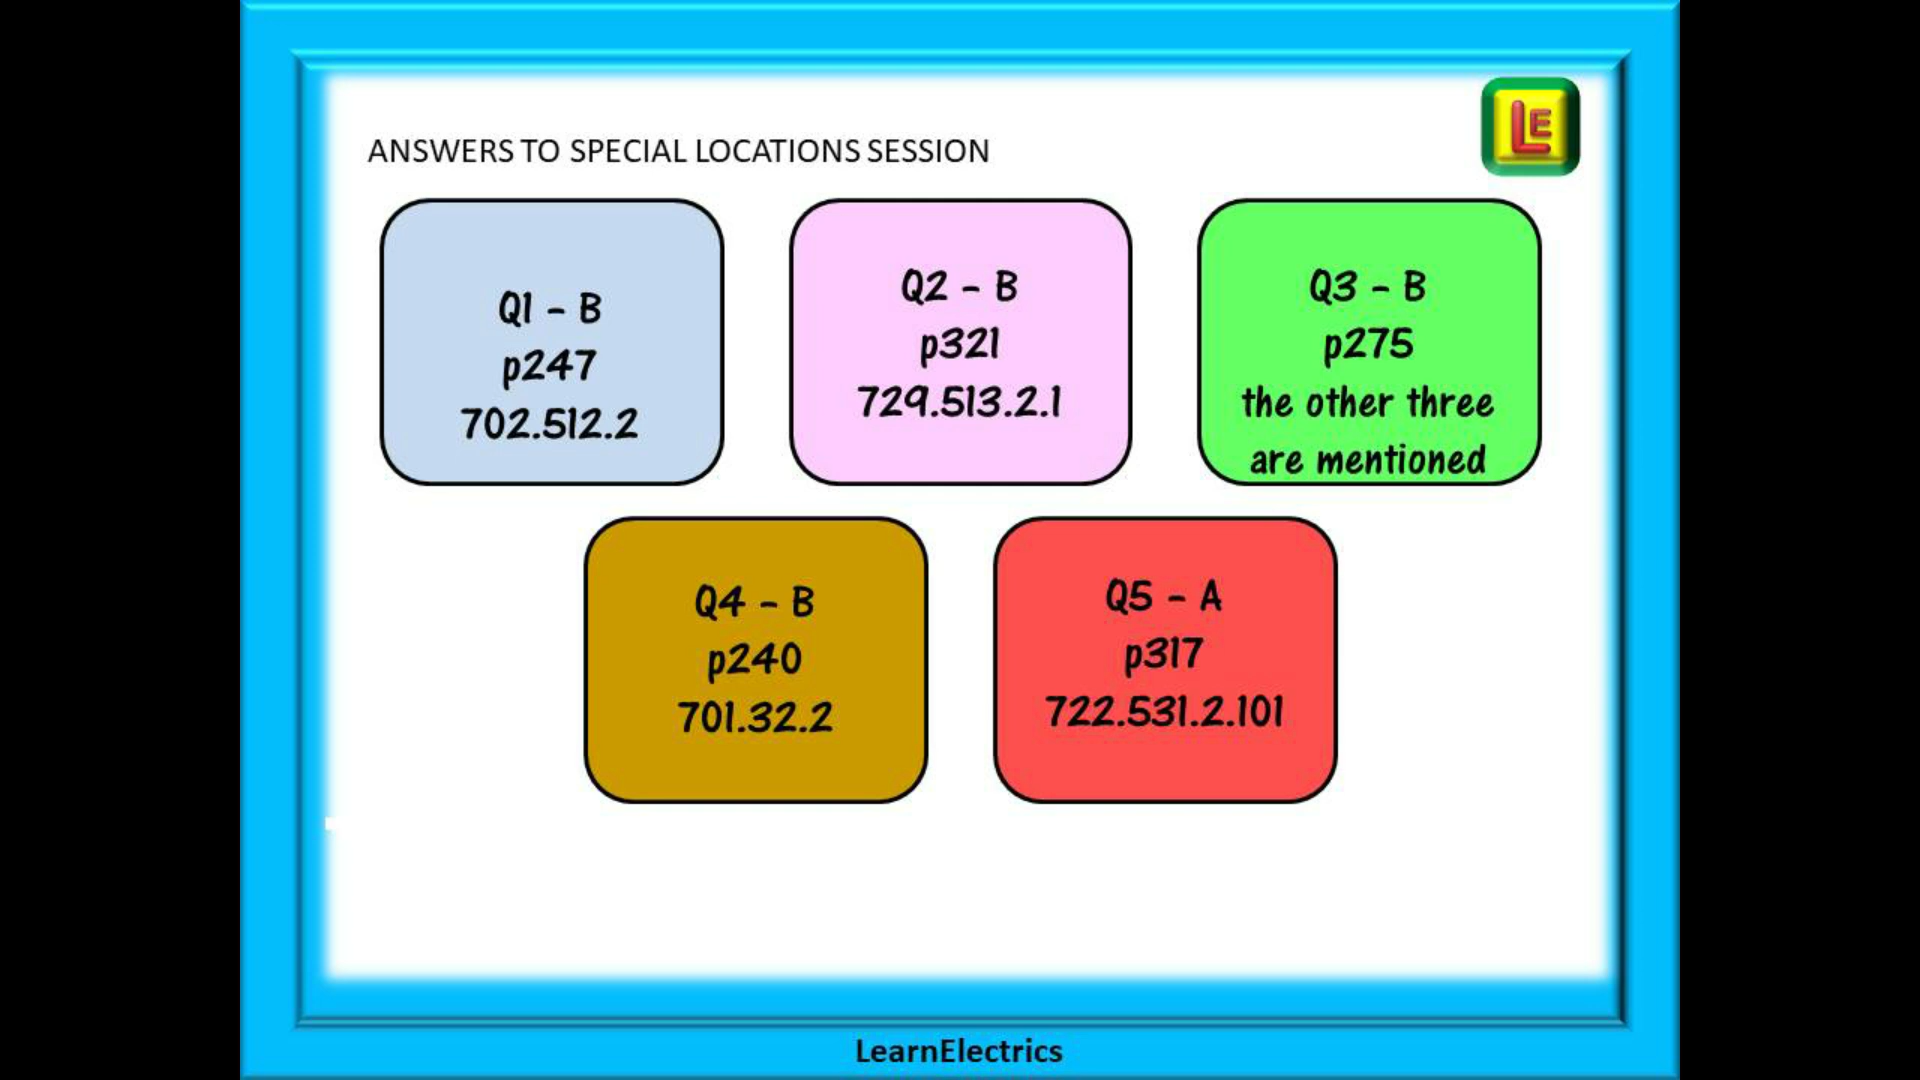 LE
ANSWERS TO SPECIAL LOCATIONS SESSION
Q1 - B
p247
702.512.2
Q2 - B
p321
729.513.2.1
Q3 - B
p275
the other three
are mentioned
Q4 - B
p240
701.32.2
Q5 - A
p317
722.531.2.101
LearnElectrics